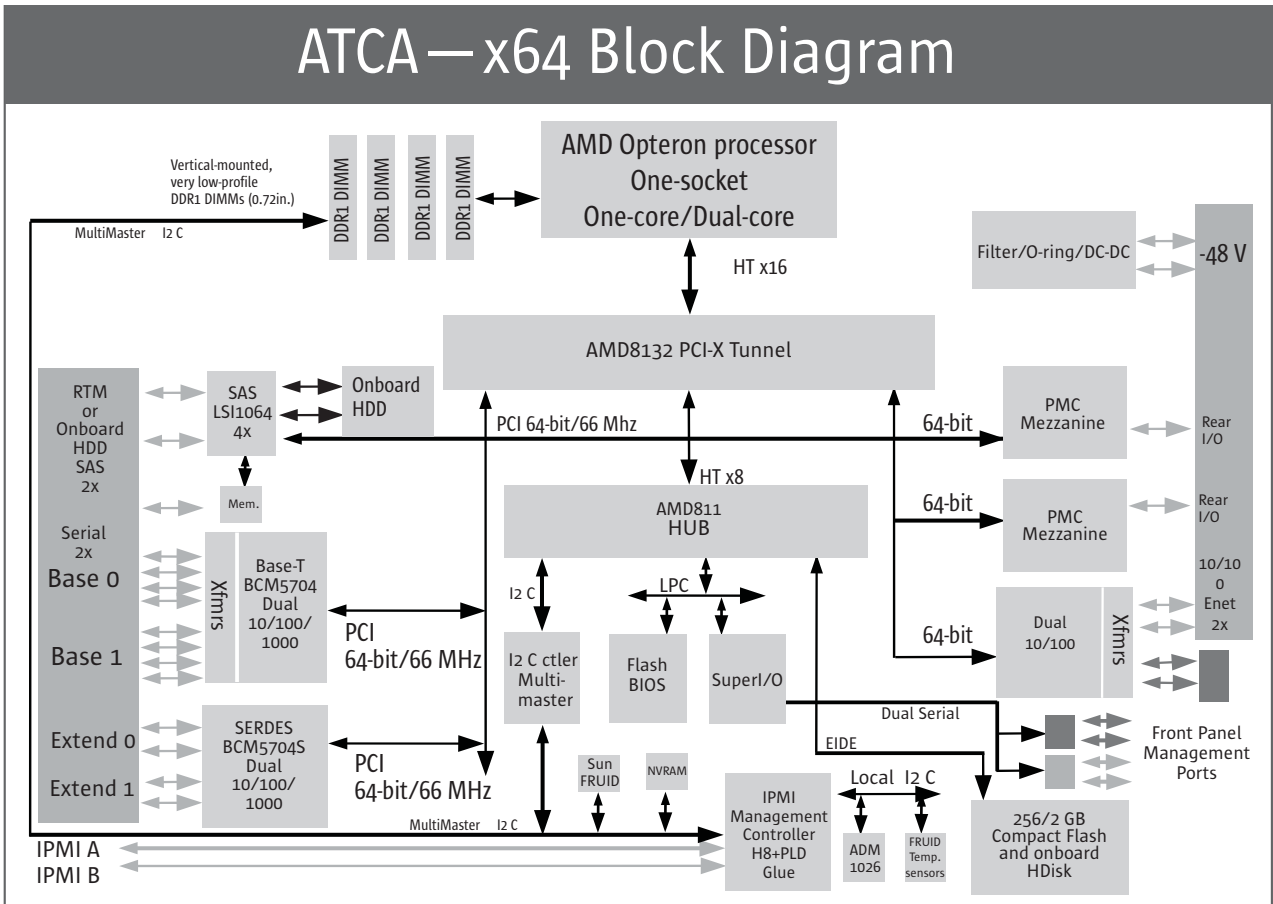 ATCA — x64 Block Diagram
Vertical-mounted,
very low-profile
DDR1 DIMMs (0.72in.)
MultiMaster I2 C
DDR1 DIMM
DDR1 DIMM
DDR1 DIMM
DDR1 DIMM
AMD Opteron processor
One-socket
One-core/Dual-core
HT x16
Filter/O-ring/DC-DC
-48 V
AMD8132 PCI-X Tunnel
RTM
or
Onboard
HDD
SAS
2x
Serial
2x
Base 0
Base 1
Extend 0
Extend 1
SAS
LSI1064
4x
Onboard
HDD
Mem.
PCI 64-bit/66 Mhz
64-bit
PMC
Mezzanine
Rear
I/O
HT x8
AMD811
HUB
64-bit
PMC
Mezzanine
Rear
I/O
Xfmrs
Base-T
BCM5704
Dual
10/100/
1000
PCI
64-bit/66 MHz
I2 C
LPC
I2 C ctler
Multi-
master
Flash
BIOS
SuperI/O
64-bit
Dual
10/100
Xfmrs
10/10
0
Enet
2x
SERDES
BCM5704S
Dual
10/100/
1000
PCI
64-bit/66 MHz
Dual Serial
EIDE
Front Panel
Management
Ports
Sun
FRUID
NVRAM
MultiMaster I2 C
IPMI
Management
Controller
H8+PLD
Glue
Local I2 C
ADM
1026
FRUID
Temp.
sensors
256/2 GB
Compact Flash
and onboard
HDisk
IPMI A
IPMI B